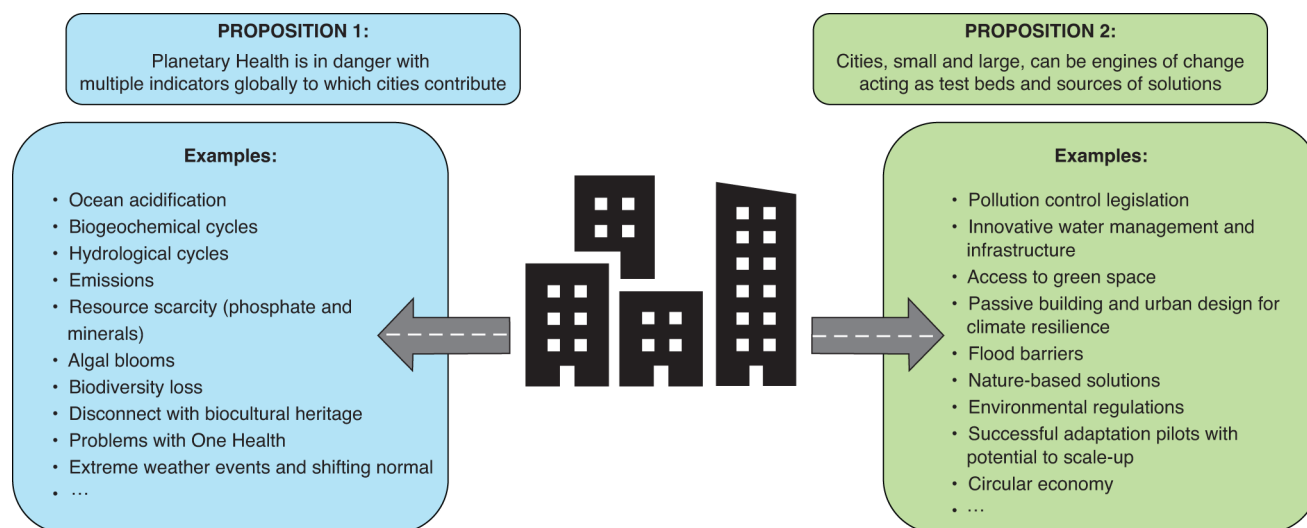 PROPOSITION 1:
Planetary Health is in danger with
multiple indicators globally to which cities contribute
Examples:
• Ocean acidification
• Biogeochemical cycles
• Hydrological cycles
• Emissions
• Resource scarcity (phosphate and
minerals)
• Algal blooms
• Biodiversity loss
• Disconnect with biocultural heritage
• Problems with One Health
• Extreme weather events and shifting normal
• ...
PROPOSITION 2:
Cities, small and large, can be engines of change
acting as test beds and sources of solutions
Examples:
• Pollution control legislation
• Innovative water management and
infrastructure
• Access to green space
• Passive building and urban design for
climate resilience
• Flood barriers
• Nature-based solutions
• Environmental regulations
• Successful adaptation pilots with
potential to scale-up
• Circular economy
• ...